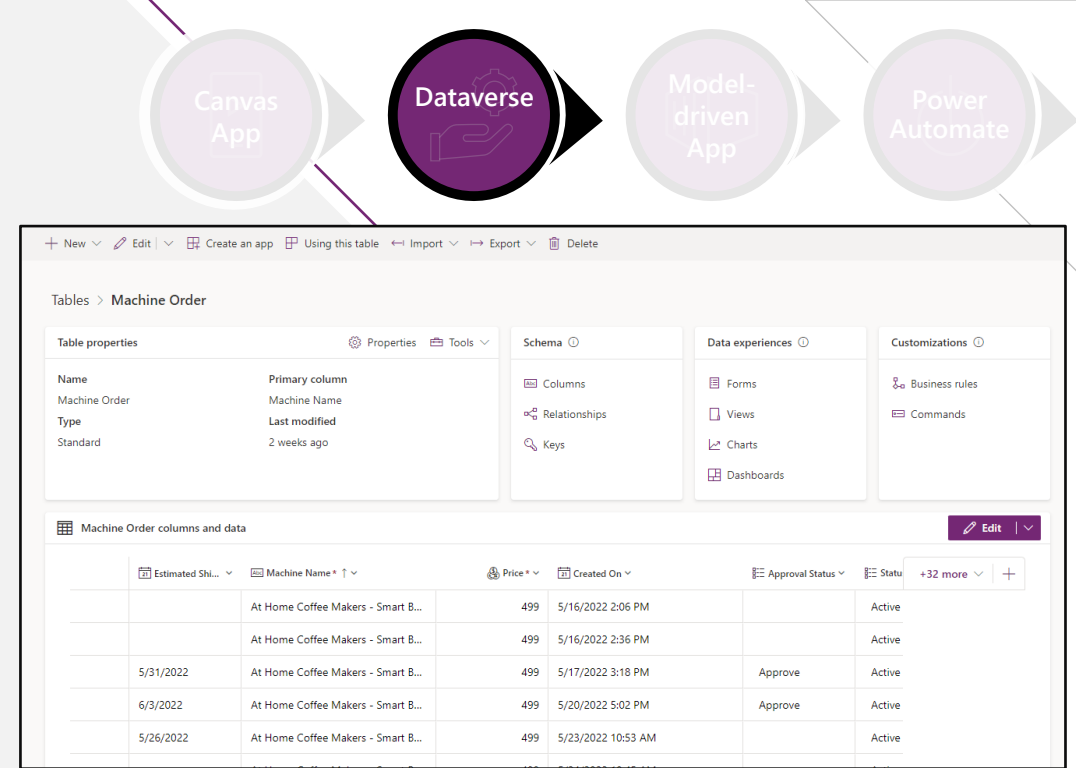 Canvas
App
Dataverse
Model-
driven
App
Power
Automate
New Edit Create an app Using this table Import Export Delete
Tables > Machine Order
Table properties Properties Tools
Name Primary column
Machine Order Machine Name
Type Last modified
Standard 2 weeks ago
Schema
Columns
Relationships
Keys
Data experiences
Forms
Views
Charts
Dashboards
Customizations
Business rules
Commands
Machine Order columns and data Edit
Estimated Shi... Machine Name * ↑ Price * Created On Approval Status Statu +32 more +
At Home Coffee Makers - Smart B... 499 5/16/2022 2:06 PM Active
At Home Coffee Makers - Smart B... 499 5/16/2022 2:36 PM Active
5/31/2022 At Home Coffee Makers - Smart B... 499 5/17/2022 3:18 PM Approve Active
6/3/2022 At Home Coffee Makers - Smart B... 499 5/20/2022 5:02 PM Approve Active
5/26/2022 At Home Coffee Makers - Smart B... 499 5/23/2022 10:53 AM Active